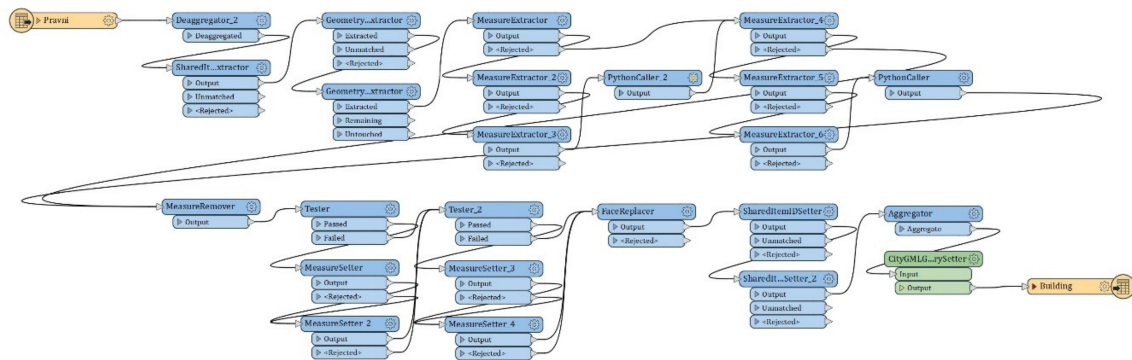 Pravni
Deaggregator_2
Deaggregated
SharedIt...xtractor
Output
Unmatched
<Rejected>
Geometry...xtractor
Extracted
Unmatched
<Rejected>
Geometry...xtractor
Extracted
Remaining
Untouched
MeasureExtractor
Output
<Rejected>
MeasureExtractor_2
Output
<Rejected>
MeasureExtractor_3
Output
<Rejected>
PythonCaller_2
Output
MeasureExtractor_4
Output
<Rejected>
MeasureExtractor_5
Output
<Rejected>
MeasureExtractor_6
Output
<Rejected>
PythonCaller
Output
MeasureRemover
Output
Tester
Passed
Failed
MeasureSetter
Output
<Rejected>
MeasureSetter_2
Output
<Rejected>
Tester_2
Passed
Failed
MeasureSetter_3
Output
<Rejected>
MeasureSetter_4
Output
<Rejected>
FaceReplacer
Output
<Rejected>
SharedItemIDSetter
Output
Unmatched
<Rejected>
SharedIt...Setter_2
Output
Unmatched
<Rejected>
Aggregator
Aggregate
CityGMLG...rySetter
Input
Output
Building